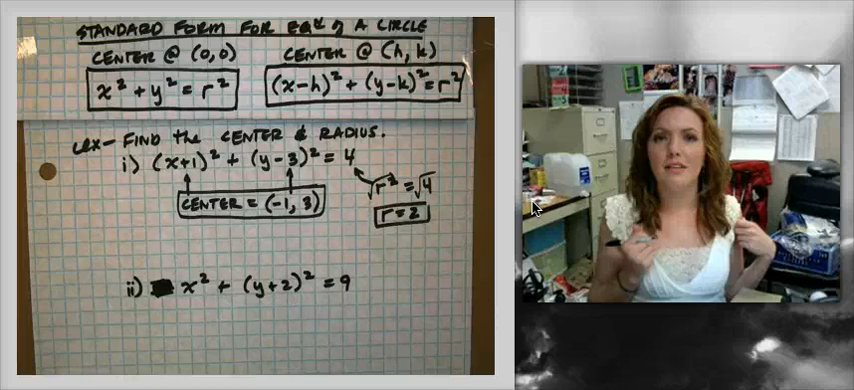 STANDARD FORM FOR EQⁿ of A CIRCLE
CENTER @ (0,0)
x² + y² = r²
CENTER @ (h, k)
(x-h)² + (y-k)² = r²
ex- FIND the CENTER & RADIUS.
i) (x+1)² + (y-3)² = 4
√r² = √4
CENTER = (-1, 3)
r = 2
ii) x² + (y+2)² = 9